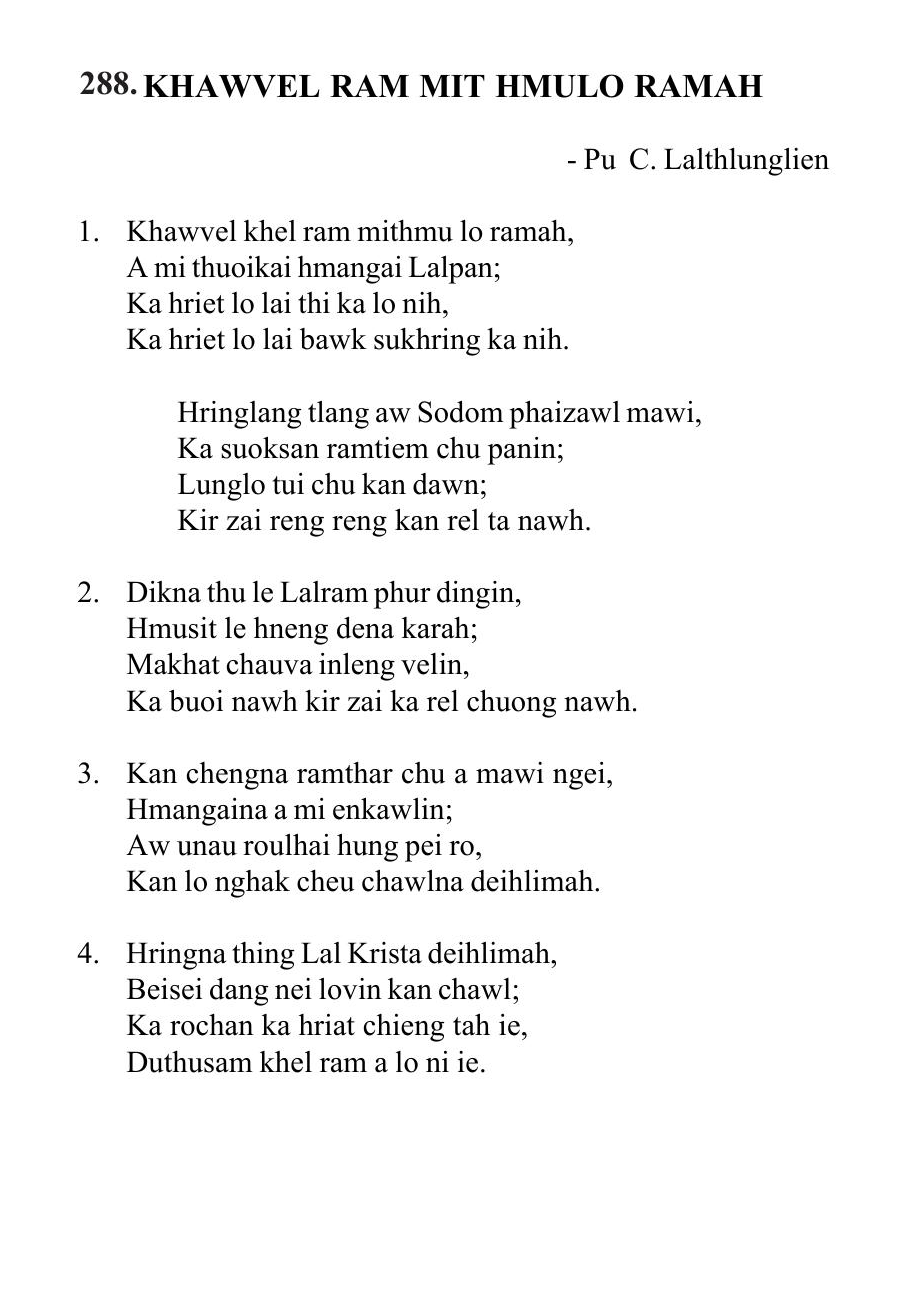 288. KHAWVEL RAM MIT HMULO RAMAH
- Pu C. Lalthlunglien
1. Khawvel khel ram mithmu lo ramah,
A mi thuoikai hmangai Lalpan;
Ka hriet lo lai thi ka lo nih,
Ka hriet lo lai bawk sukhring ka nih.
Hringlang tlang aw Sodom phaizawl mawi,
Ka suoksan ramtiem chu panin;
Lunglo tui chu kan dawn;
Kir zai reng reng kan rel ta nawh.
2. Dikna thu le Lalram phur dingin,
Hmusit le hneng dena karah;
Makhat chauva inleng velin,
Ka buoi nawh kir zai ka rel chuong nawh.
3. Kan chengna ramthar chu a mawi ngei,
Hmangaina a mi enkawlin;
Aw unau roulhai hung pei ro,
Kan lo nghak cheu chawlna deihlimah.
4. Hringna thing Lal Krista deihlimah,
Beisei dang nei lovin kan chawl;
Ka rochan ka hriat chieng tah ie,
Duthusam khel ram a lo ni ie.